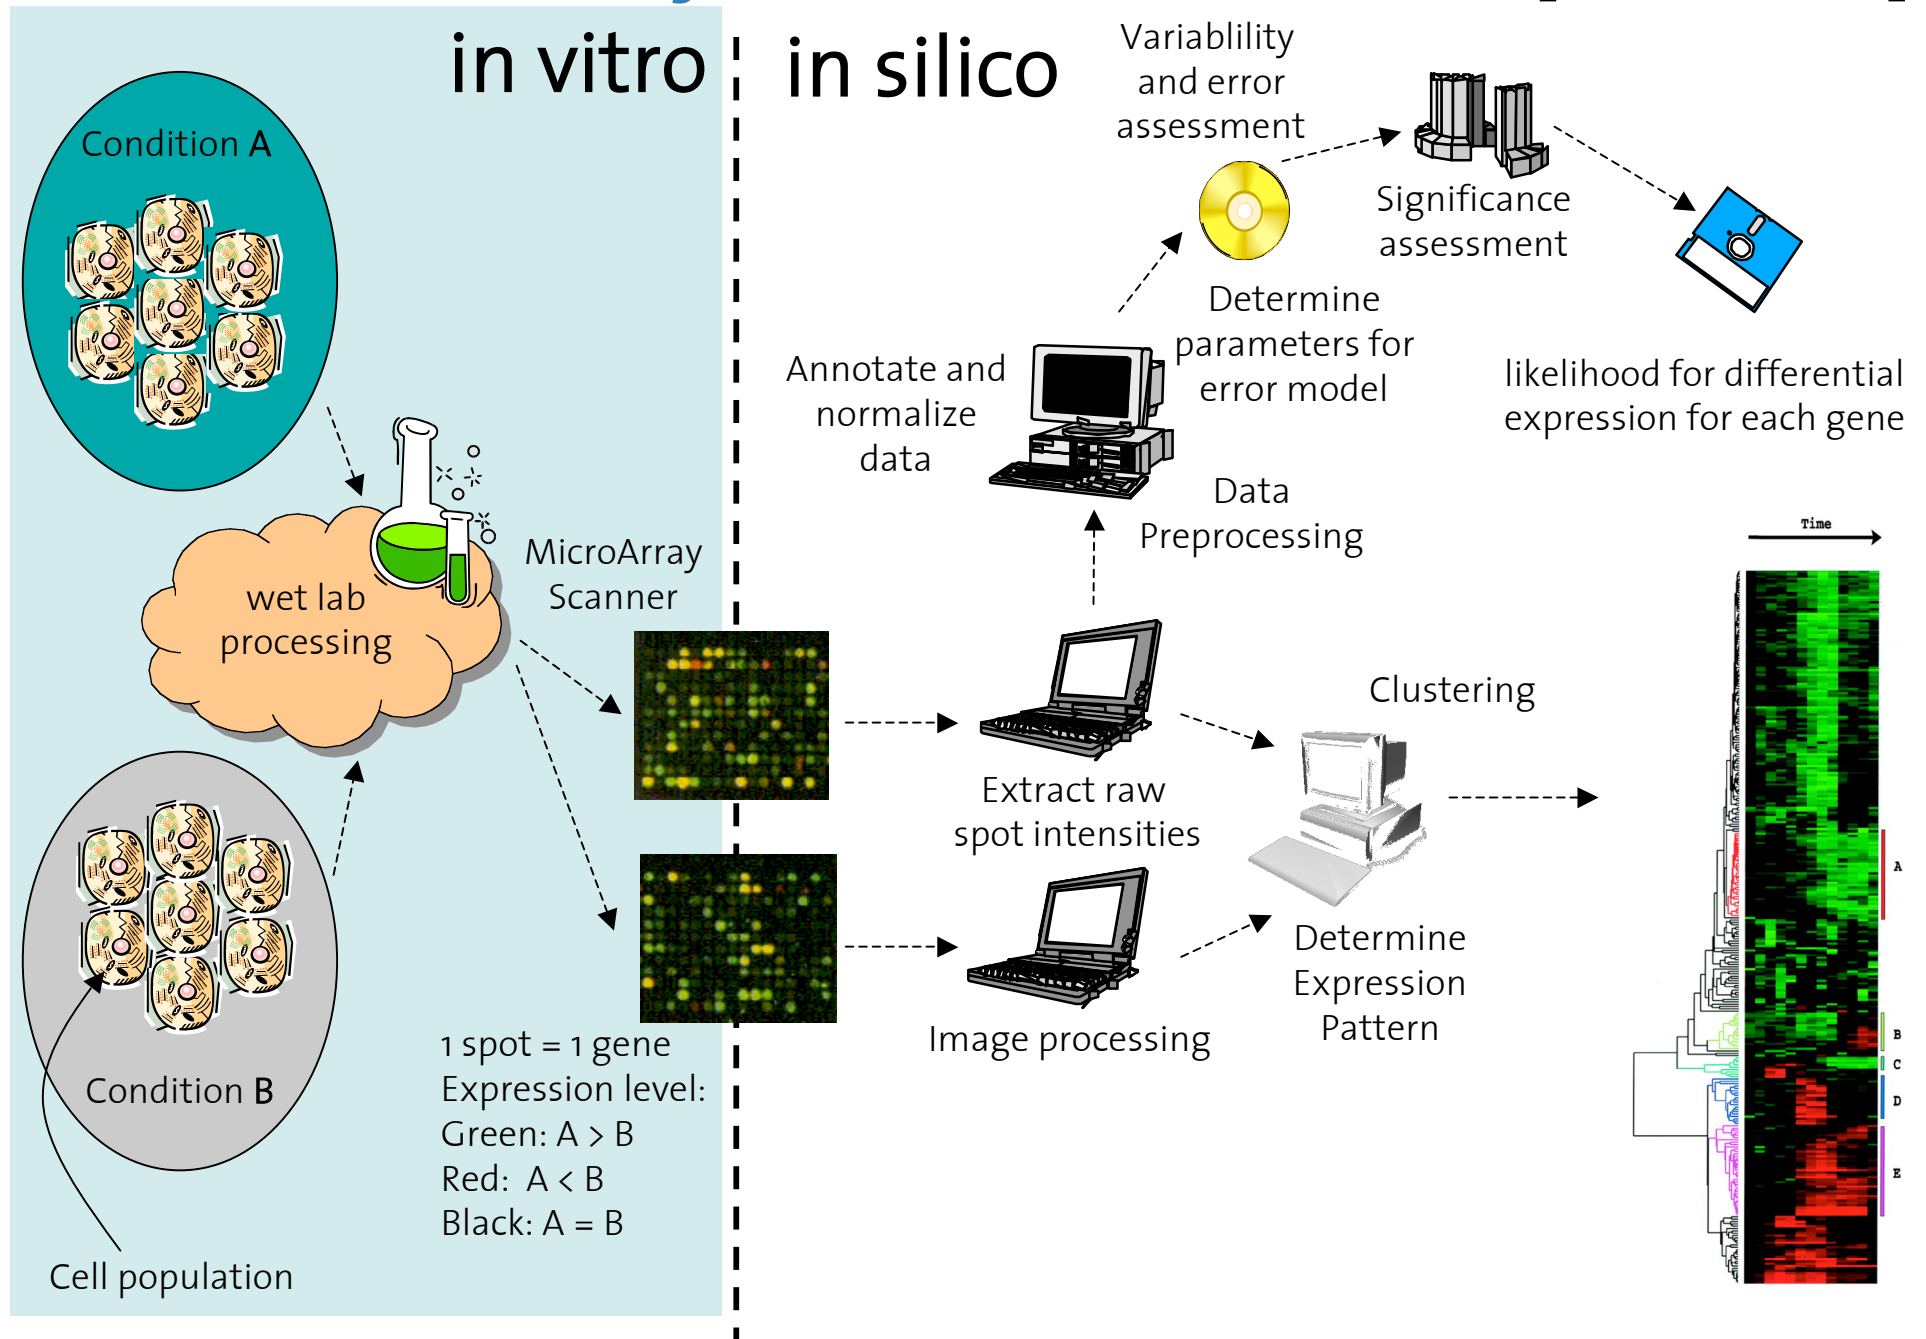 in vitro
in silico
Condition A
wet lab
processing
MicroArray
Scanner
Condition B
Cell population
1 spot = 1 gene
Expression level:
Green: A > B
Red: A < B
Black: A = B
Variablility
and error
assessment
Significance
assessment
Determine
parameters for
error model
likelihood for differential
expression for each gene
Annotate and
normalize
data
Data
Preprocessing
Extract raw
spot intensities
Image processing
Clustering
Determine
Expression
Pattern
Time
A
B
C
D
E